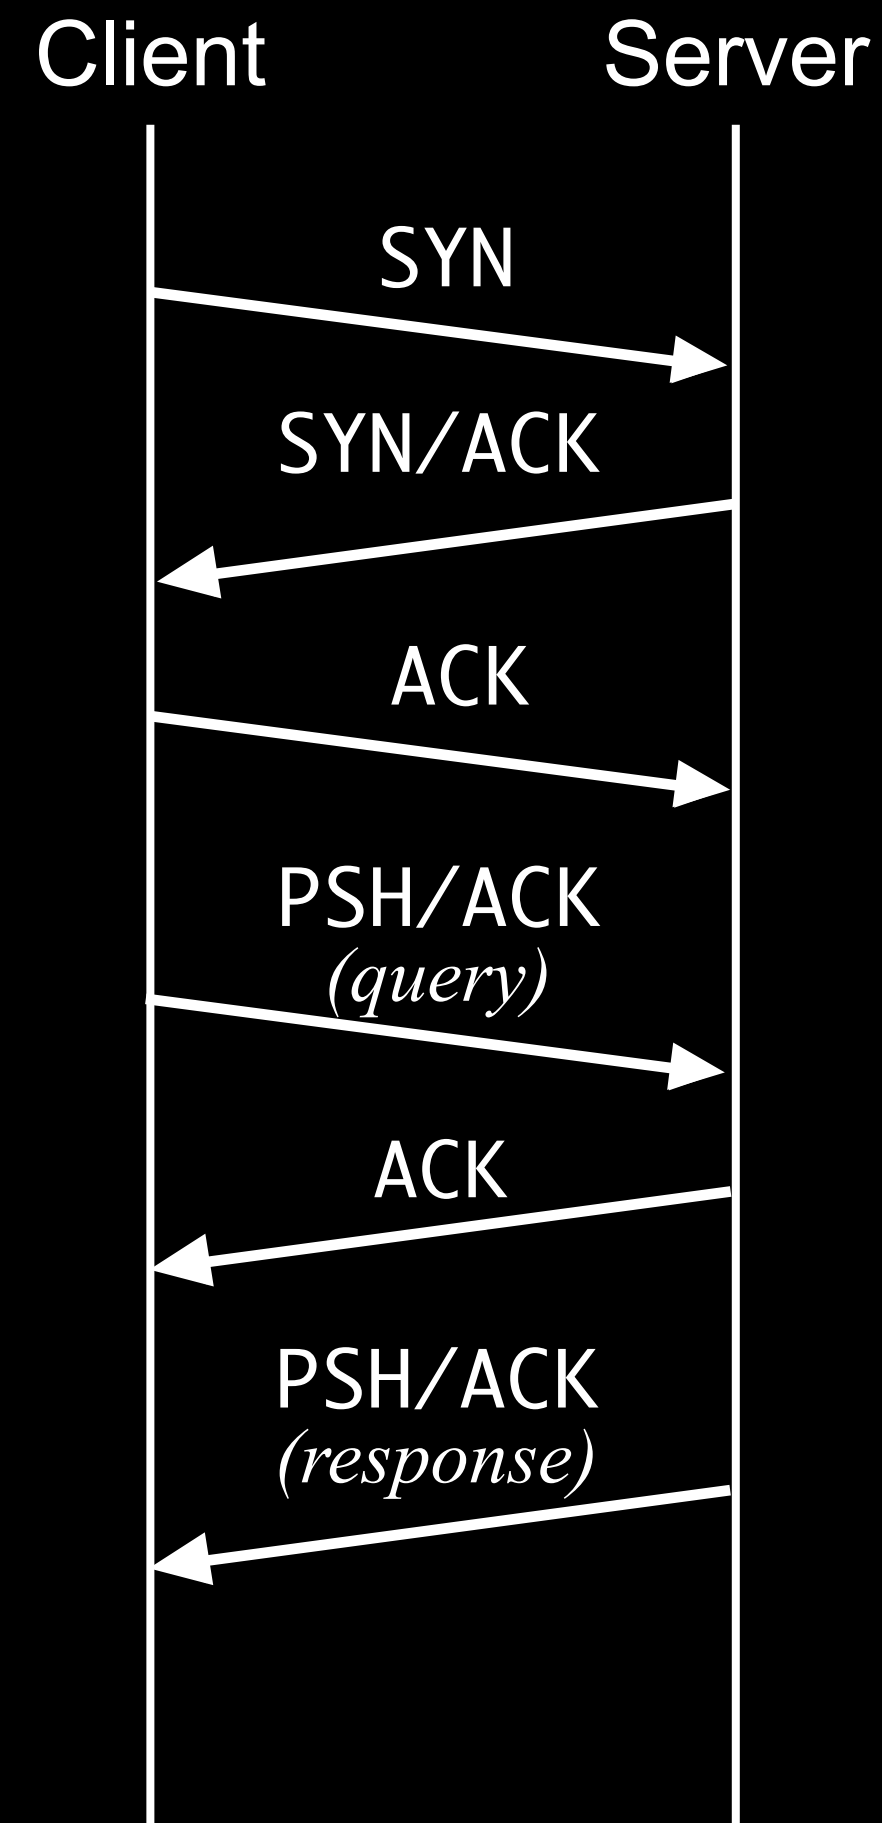 Client Server
SYN
SYN/ACK
ACK
PSH/ACK
(query)
ACK
PSH/ACK
(response)